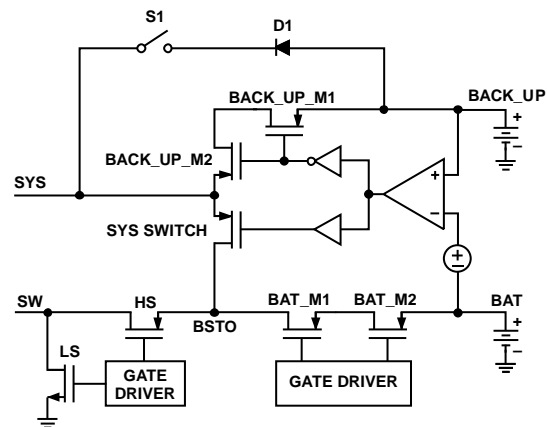 S1
D1
BACK_UP_M1
BACK_UP
+
−
BACK_UP_M2
+
−
SYS
SYS SWITCH
+
−
SW
HS
BSTO
BAT_M1
BAT_M2
BAT
+
−
LS
GATE
DRIVER
GATE DRIVER